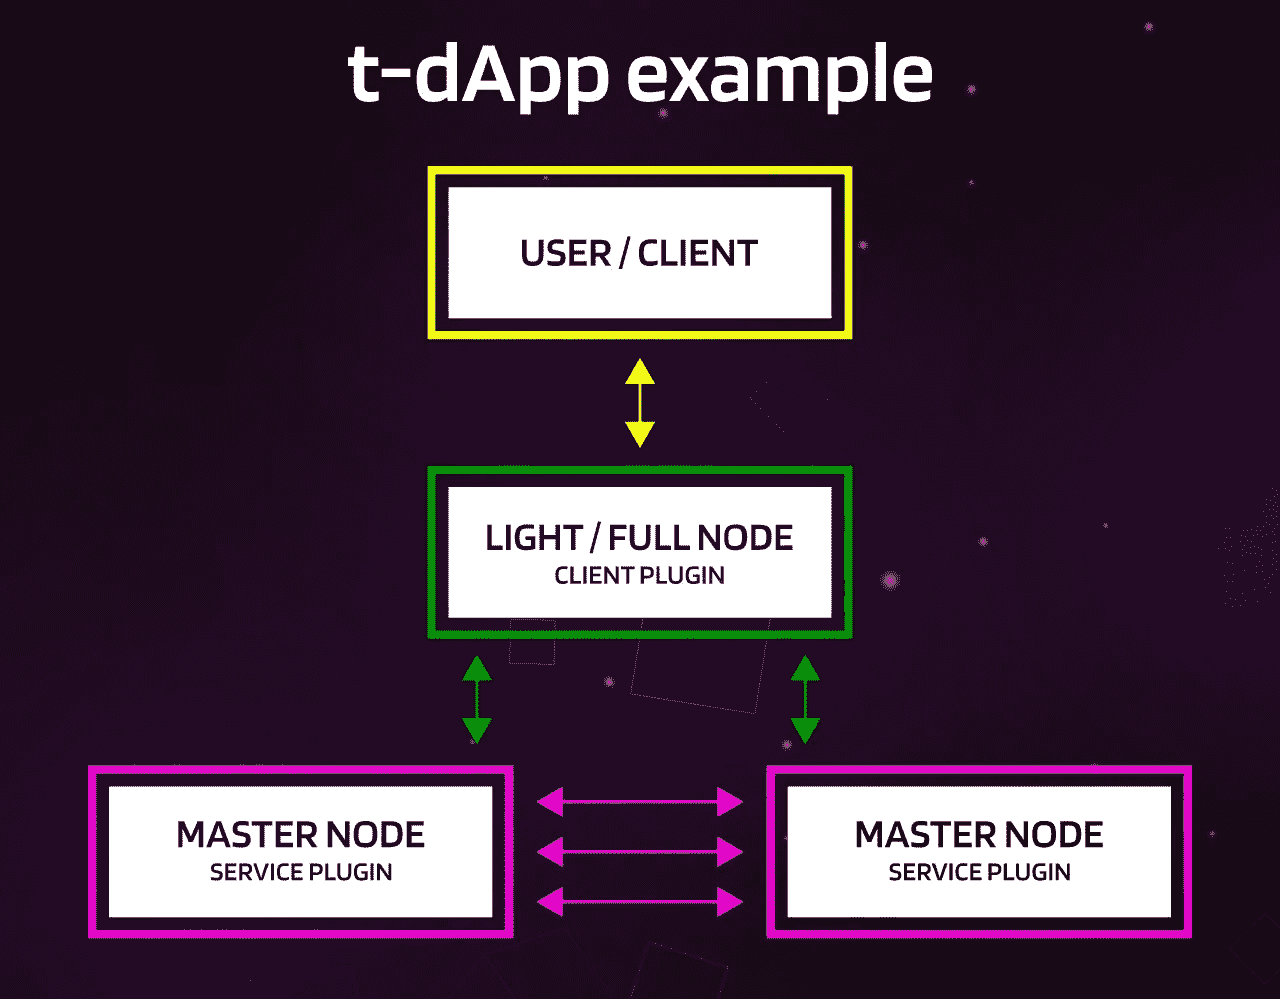 t-dApp example
USER / CLIENT
LIGHT / FULL NODE
CLIENT PLUGIN
MASTER NODE
SERVICE PLUGIN
MASTER NODE
SERVICE PLUGIN